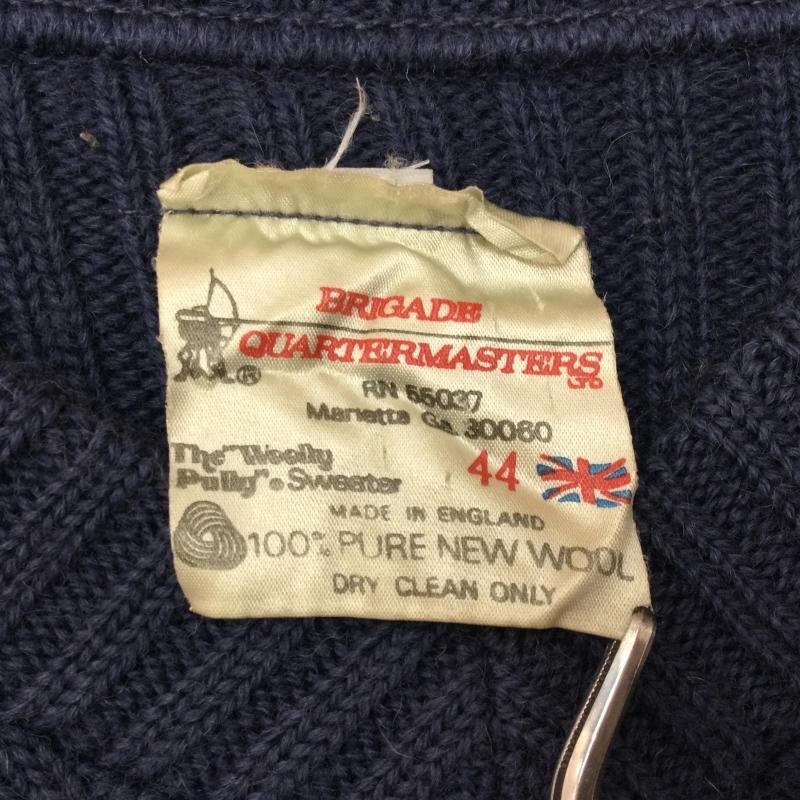 BRIGADE
QUARTERMASTERS LTD
®
RN 55037
Marietta Ga. 30060
The "Woolly
Pully"® Sweater
44
MADE IN ENGLAND
100% PURE NEW WOOL
DRY CLEAN ONLY